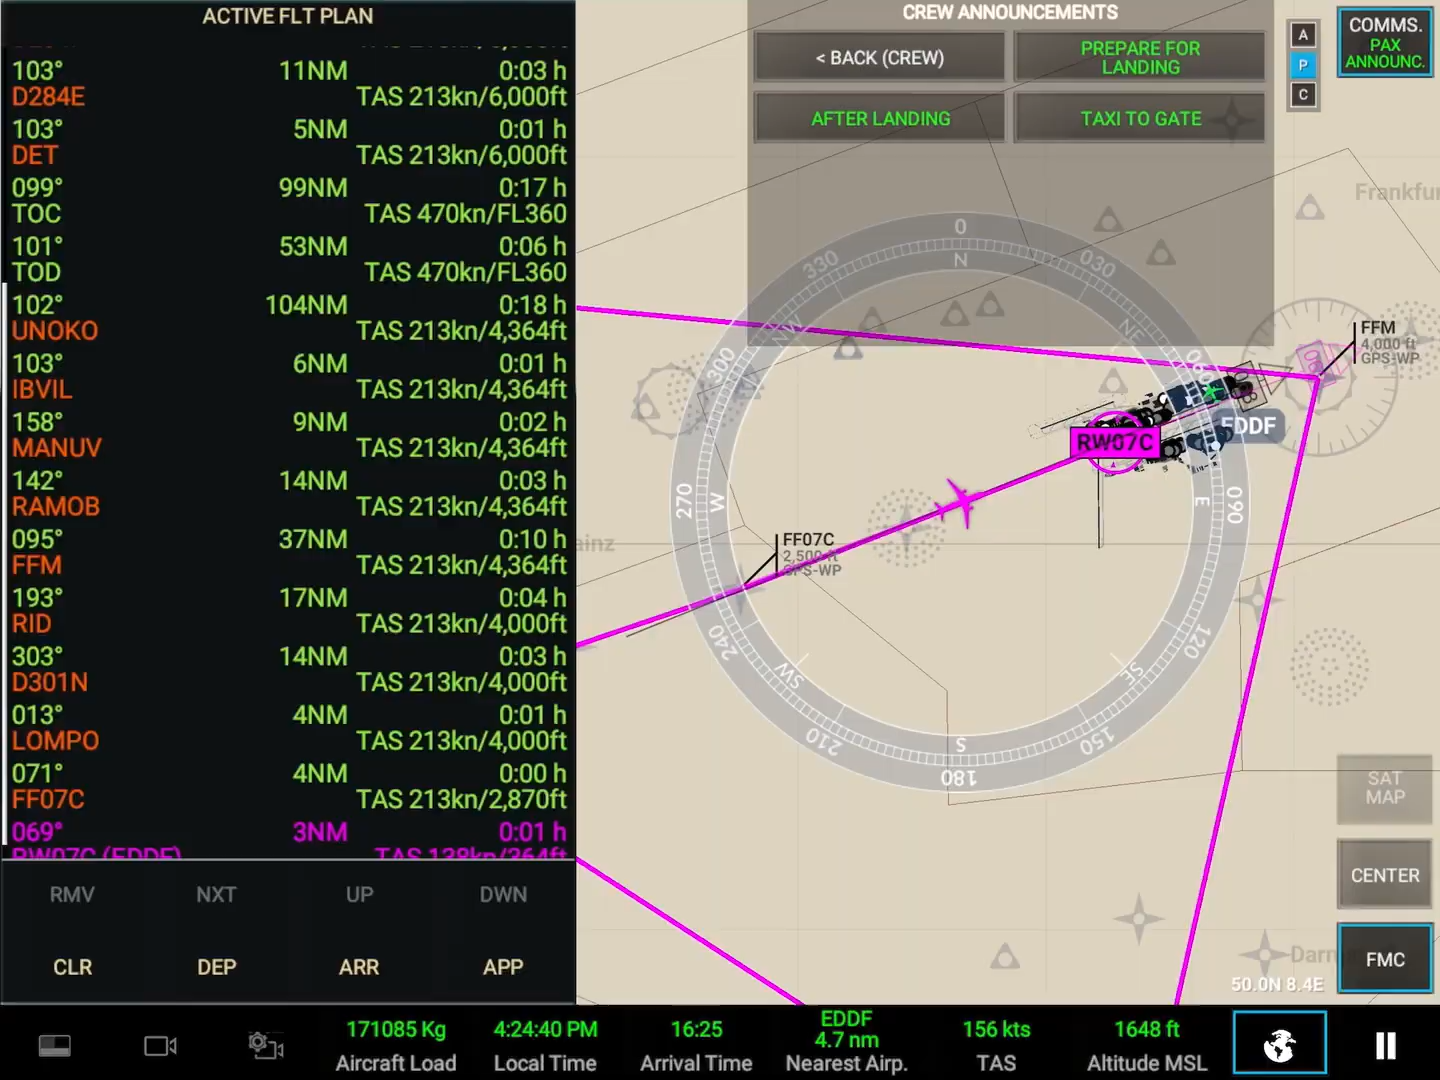 ACTIVE FLT PLAN
103° 11NM 0:03 h
D284E TAS 213kn/6,000ft
103° 5NM 0:01 h
DET TAS 213kn/6,000ft
099° 99NM 0:17 h
TOC TAS 470kn/FL360
101° 53NM 0:06 h
TOD TAS 470kn/FL360
102° 104NM 0:18 h
UNOKO TAS 213kn/4,364ft
103° 6NM 0:01 h
IBVIL TAS 213kn/4,364ft
158° 9NM 0:02 h
MANUV TAS 213kn/4,364ft
142° 14NM 0:03 h
RAMOB TAS 213kn/4,364ft
095° 37NM 0:10 h
FFM TAS 213kn/4,364ft
193° 17NM 0:04 h
RID TAS 213kn/4,000ft
303° 14NM 0:03 h
D301N TAS 213kn/4,000ft
013° 4NM 0:01 h
LOMPO TAS 213kn/4,000ft
071° 4NM 0:00 h
FF07C TAS 213kn/2,870ft
069° 3NM 0:01 h
RW07C (EDDF) TAS 138kn/364ft
RMV NXT UP DWN
CLR DEP ARR APP
CREW ANNOUNCEMENTS
< BACK (CREW)
PREPARE FOR
LANDING
AFTER LANDING
TAXI TO GATE
A
P
C
COMMS.
PAX
ANNOUNC.
Frankfur
0
N
030
NE
060
E
090
120
SE
150
S
180
210
SW
240
W
270
300
NW
330
FFM
4,000 ft
GPS-WP
EDDF
RW07C
FF07C
2,500 ft
GPS-WP
ainz
Darm
SAT
MAP
CENTER
FMC
50.0N 8.4E
171085 Kg
Aircraft Load
4:24:40 PM
Local Time
16:25
Arrival Time
EDDF
4.7 nm
Nearest Airp.
156 kts
TAS
1648 ft
Altitude MSL